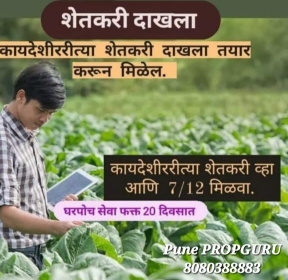 शेतकरी दाखला
कायदेशीररीत्या शेतकरी दाखला तयार
करून मिळेल.
कायदेशीररीत्या शेतकरी व्हा
आणि 7/12 मिळवा.
घरपोच सेवा फक्त 20 दिवसात
Pune PROPGURU
8080388883